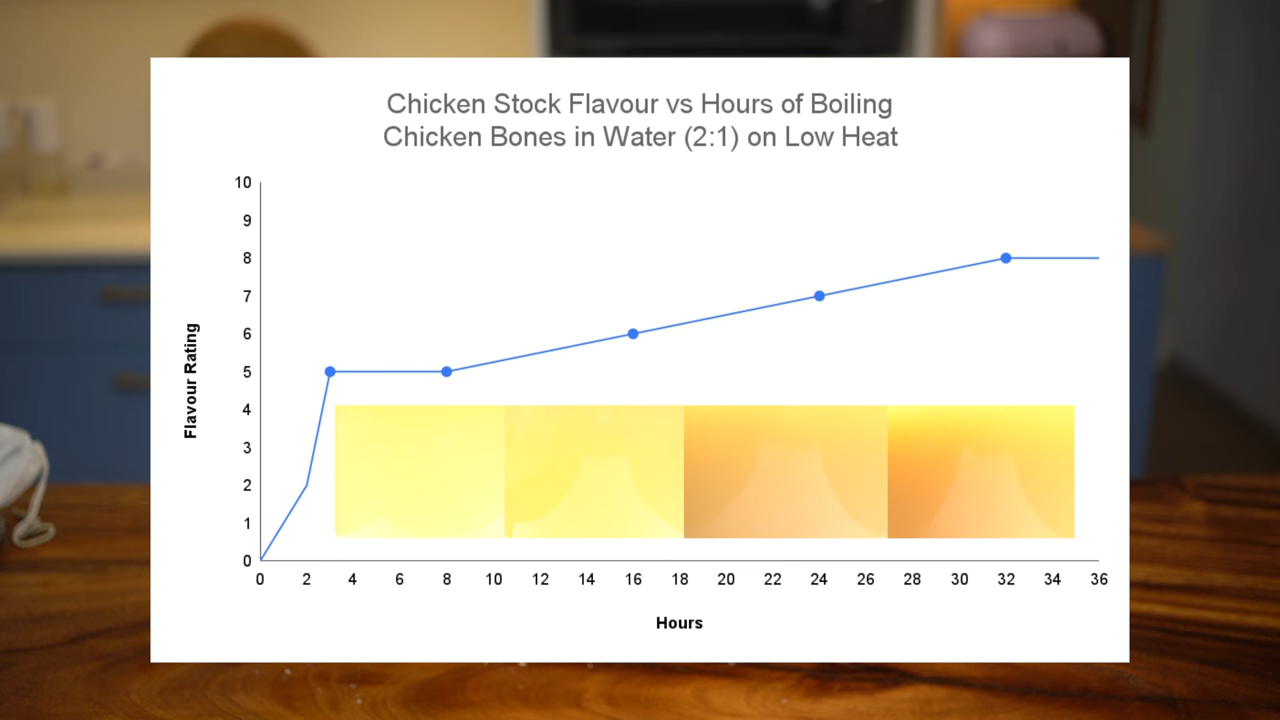 Chicken Stock Flavour vs Hours of Boiling
Chicken Bones in Water (2:1) on Low Heat
10
9
8
7
6
5
4
3
2
1
0
Flavour Rating
0 2 4 6 8 10 12 14 16 18 20 22 24 26 28 30 32 34 36
Hours